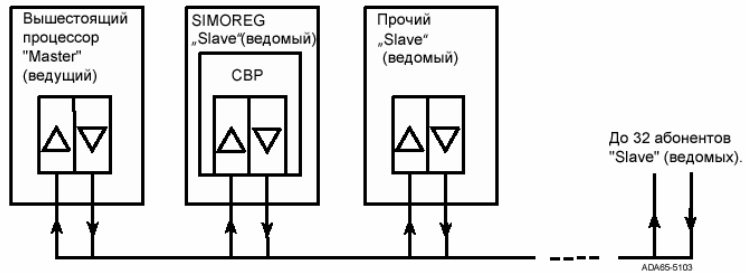 Вышестоящий
процессор
"Master"
(ведущий)
SIMOREG
„Slave“(ведомый)
CBP
Прочий
„Slave“
(ведомый)
До 32 абонентов
"Slave" (ведомых).
ADA65-5103